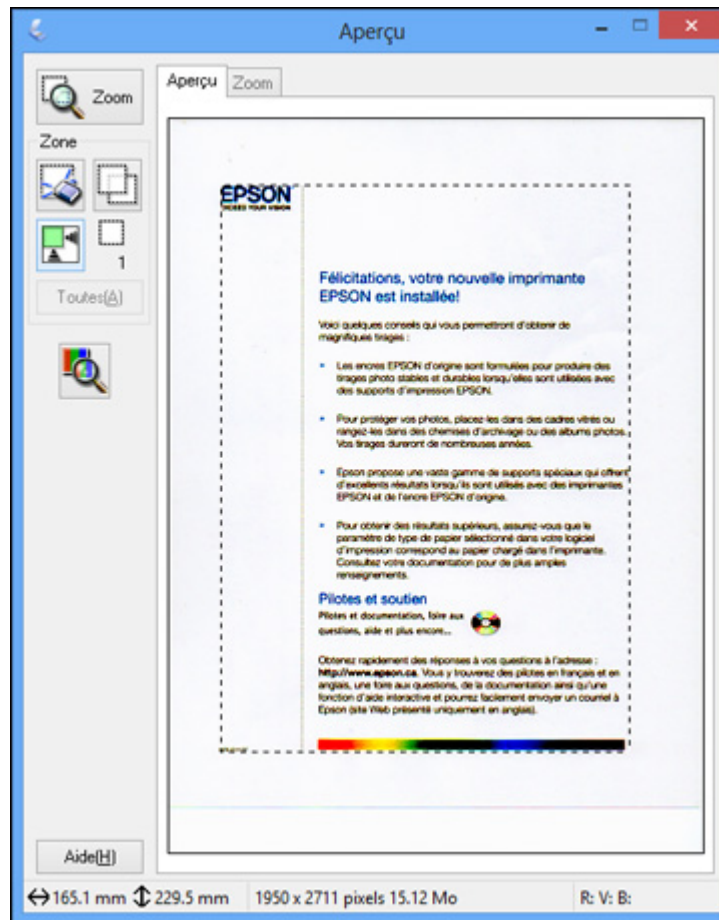 Aperçu
Zoom
Aperçu
Zoom
Zone
1
Toutes(A)
Aide(H)
EPSON
EXCEED YOUR VISION
Félicitations, votre nouvelle imprimante
EPSON est installée!
Voici quelques conseils qui vous permettront d'obtenir de
magnifiques tirages :
Les encres EPSON d'origine sont formulées pour produire des
tirages photo stables et durables lorsqu'elles sont utilisées avec
des supports d'impression EPSON.
Pour protéger vos photos, placez-les dans des cadres vitrés ou
rangez-les dans des chemises d'archivage ou des albums photos.
Vos tirages dureront de nombreuses années.
Epson propose une vaste gamme de supports spéciaux qui offrent
d'excellents résultats lorsqu'ils sont utilisés avec des imprimantes
EPSON et de l'encre EPSON d'origine.
Pour obtenir des résultats supérieurs, assurez-vous que le
paramètre de type de papier sélectionné dans votre logiciel
d'impression correspond au papier chargé dans l'imprimante.
Consultez votre documentation pour de plus amples
renseignements.
Pilotes et soutien
Pilotes et documentation, foire aux
questions, aide et plus encore...
Obtenez rapidement des réponses à vos questions à l'adresse :
http://www.epson.ca. Vous y trouverez des pilotes en français et en
anglais, une foire aux questions, de la documentation ainsi qu'une
fonction d'aide interactive et pourrez facilement envoyer un courriel à
Epson (site Web présenté uniquement en anglais).
165.1 mm 229.5 mm 1950 x 2711 pixels 15.12 Mo R: V: B: